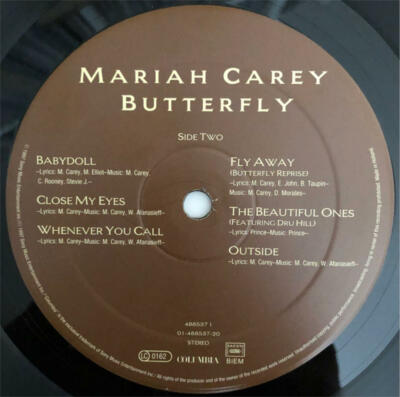 MARIAH CAREY
BUTTERFLY
SIDE TWO
BABYDOLL
–Lyrics: M. Carey, M. Elliot–Music: M. Carey,
C. Rooney, Stevie J.–
CLOSE MY EYES
–Lyrics: M. Carey–Music: M. Carey, W. Afanasieff–
WHENEVER YOU CALL
–Lyrics: M. Carey–Music: M. Carey, W. Afanasieff–
FLY AWAY
(BUTTERFLY REPRISE)
–Lyrics: M. Carey, E. John, B. Taupin–
Music: M. Carey, D. Morales–
THE BEAUTIFUL ONES
(FEATURING DRU HILL)
–Lyrics: Prince–Music: Prince–
OUTSIDE
–Lyrics: M. Carey–Music: M. Carey, W. Afanasieff–
488537 1
01-488537-20
STEREO
LC 0162
COLUMBIA
BIEM